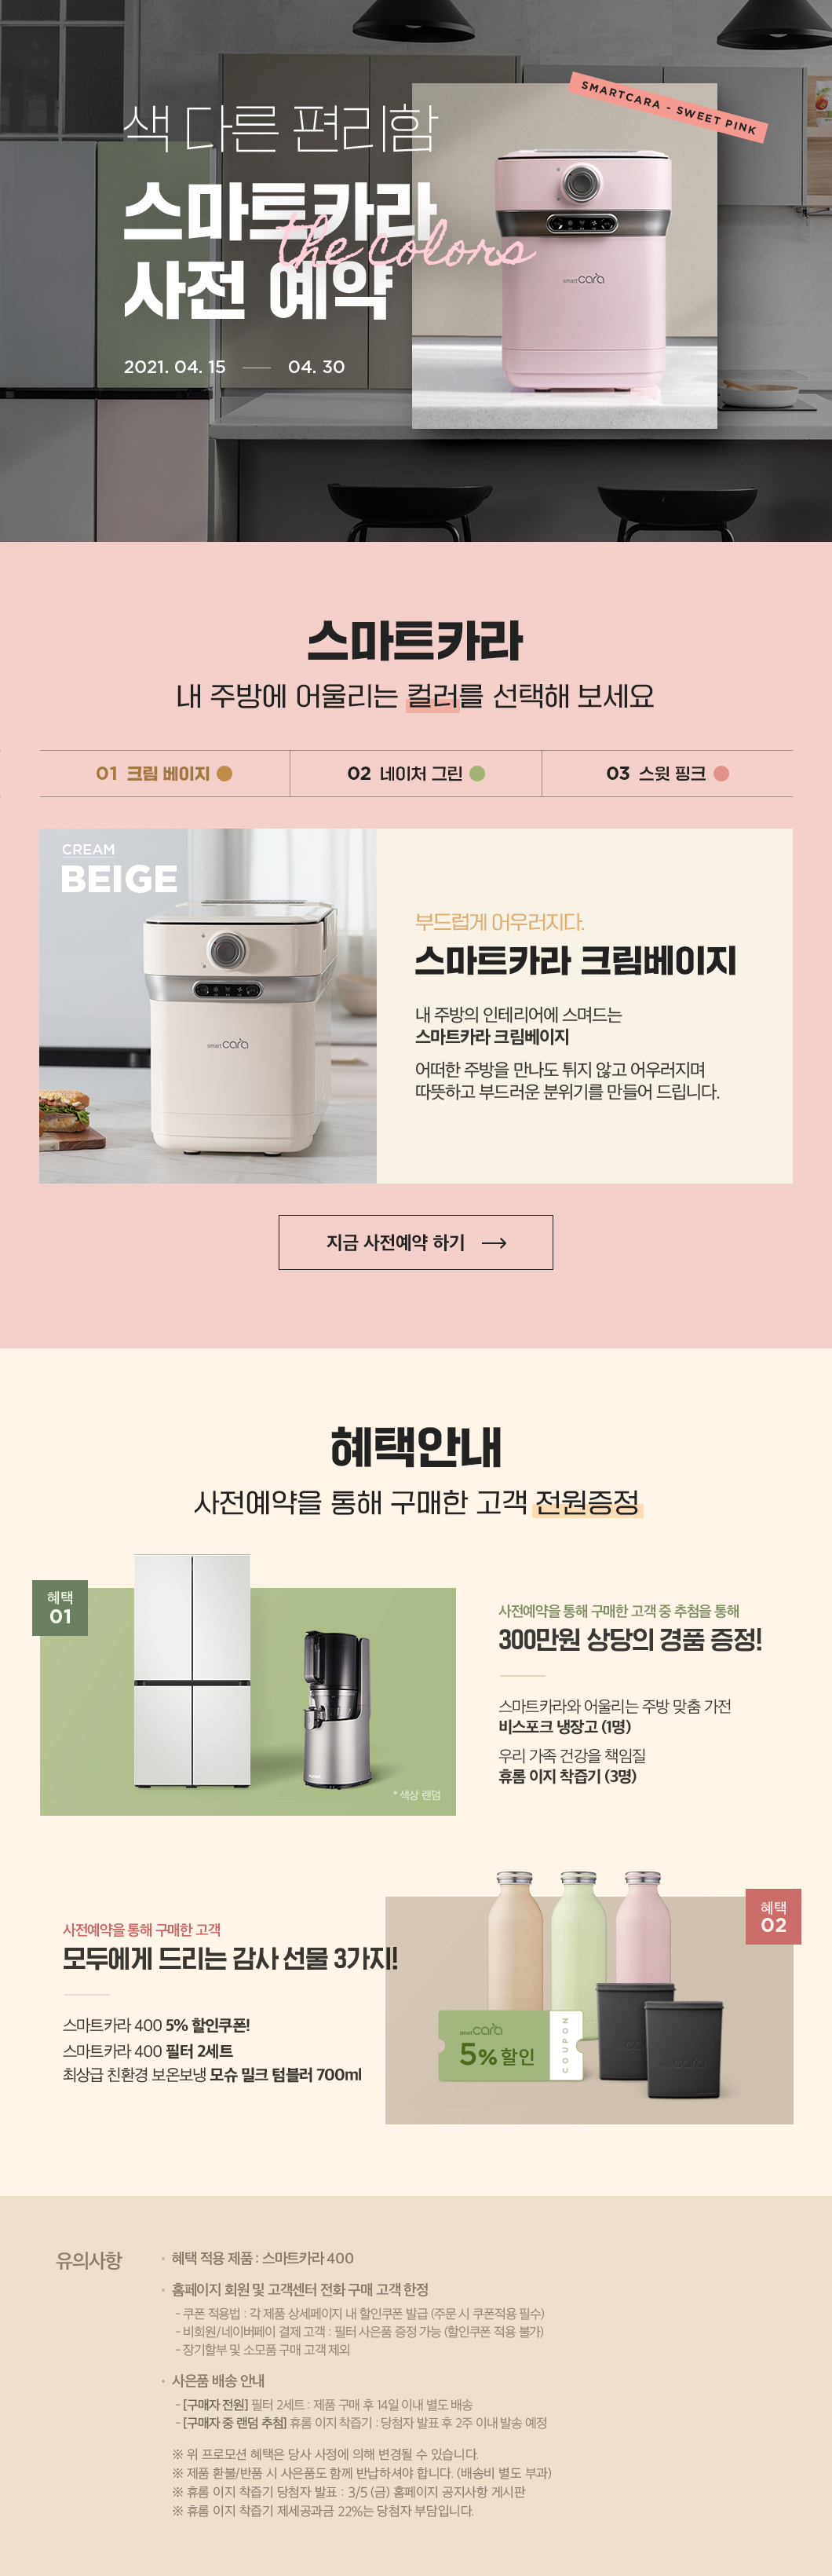 SMARTCARA - SWEET PINK
색 다른 편리함
스마트카라
the colors
사전 예약
2021. 04. 15 — 04. 30
smart cara
스마트카라
내 주방에 어울리는 컬러를 선택해 보세요
01 크림 베이지
02 네이처 그린
03 스윗 핑크
CREAM
BEIGE
smart cara
부드럽게 어우러지다.
스마트카라 크림베이지
내 주방의 인테리어에 스며드는
스마트카라 크림베이지
어떠한 주방을 만나도 튀지 않고 어우러지며
따뜻하고 부드러운 분위기를 만들어 드립니다.
지금 사전예약 하기 →
혜택안내
사전예약을 통해 구매한 고객 전원증정
혜택
01
* 색상 랜덤
사전예약을 통해 구매한 고객 중 추첨을 통해
300만원 상당의 경품 증정!
스마트카라와 어울리는 주방 맞춤 가전
비스포크 냉장고 (1명)
우리 가족 건강을 책임질
휴롬 이지 착즙기 (3명)
사전예약을 통해 구매한 고객
모두에게 드리는 감사 선물 3가지!
스마트카라 400 5% 할인쿠폰!
스마트카라 400 필터 2세트
최상급 친환경 보온보냉 모슈 밀크 텀블러 700ml
혜택
02
smart cara
5% 할인
COUPON
유의사항
• 혜택 적용 제품 : 스마트카라 400
• 홈페이지 회원 및 고객센터 전화 구매 고객 한정
- 쿠폰 적용법 : 각 제품 상세페이지 내 할인쿠폰 발급 (주문 시 쿠폰적용 필수)
- 비회원/네이버페이 결제 고객 : 필터 사은품 증정 가능 (할인쿠폰 적용 불가)
- 장기할부 및 소모품 구매 고객 제외
• 사은품 배송 안내
- [구매자 전원] 필터 2세트 : 제품 구매 후 14일 이내 별도 배송
- [구매자 중 랜덤 추첨] 휴롬 이지 착즙기 : 당첨자 발표 후 2주 이내 발송 예정
※ 위 프로모션 혜택은 당사 사정에 의해 변경될 수 있습니다.
※ 제품 환불/반품 시 사은품도 함께 반납하셔야 합니다. (배송비 별도 부과)
※ 휴롬 이지 착즙기 당첨자 발표 : 3/5 (금) 홈페이지 공지사항 게시판
※ 휴롬 이지 착즙기 제세공과금 22%는 당첨자 부담입니다.